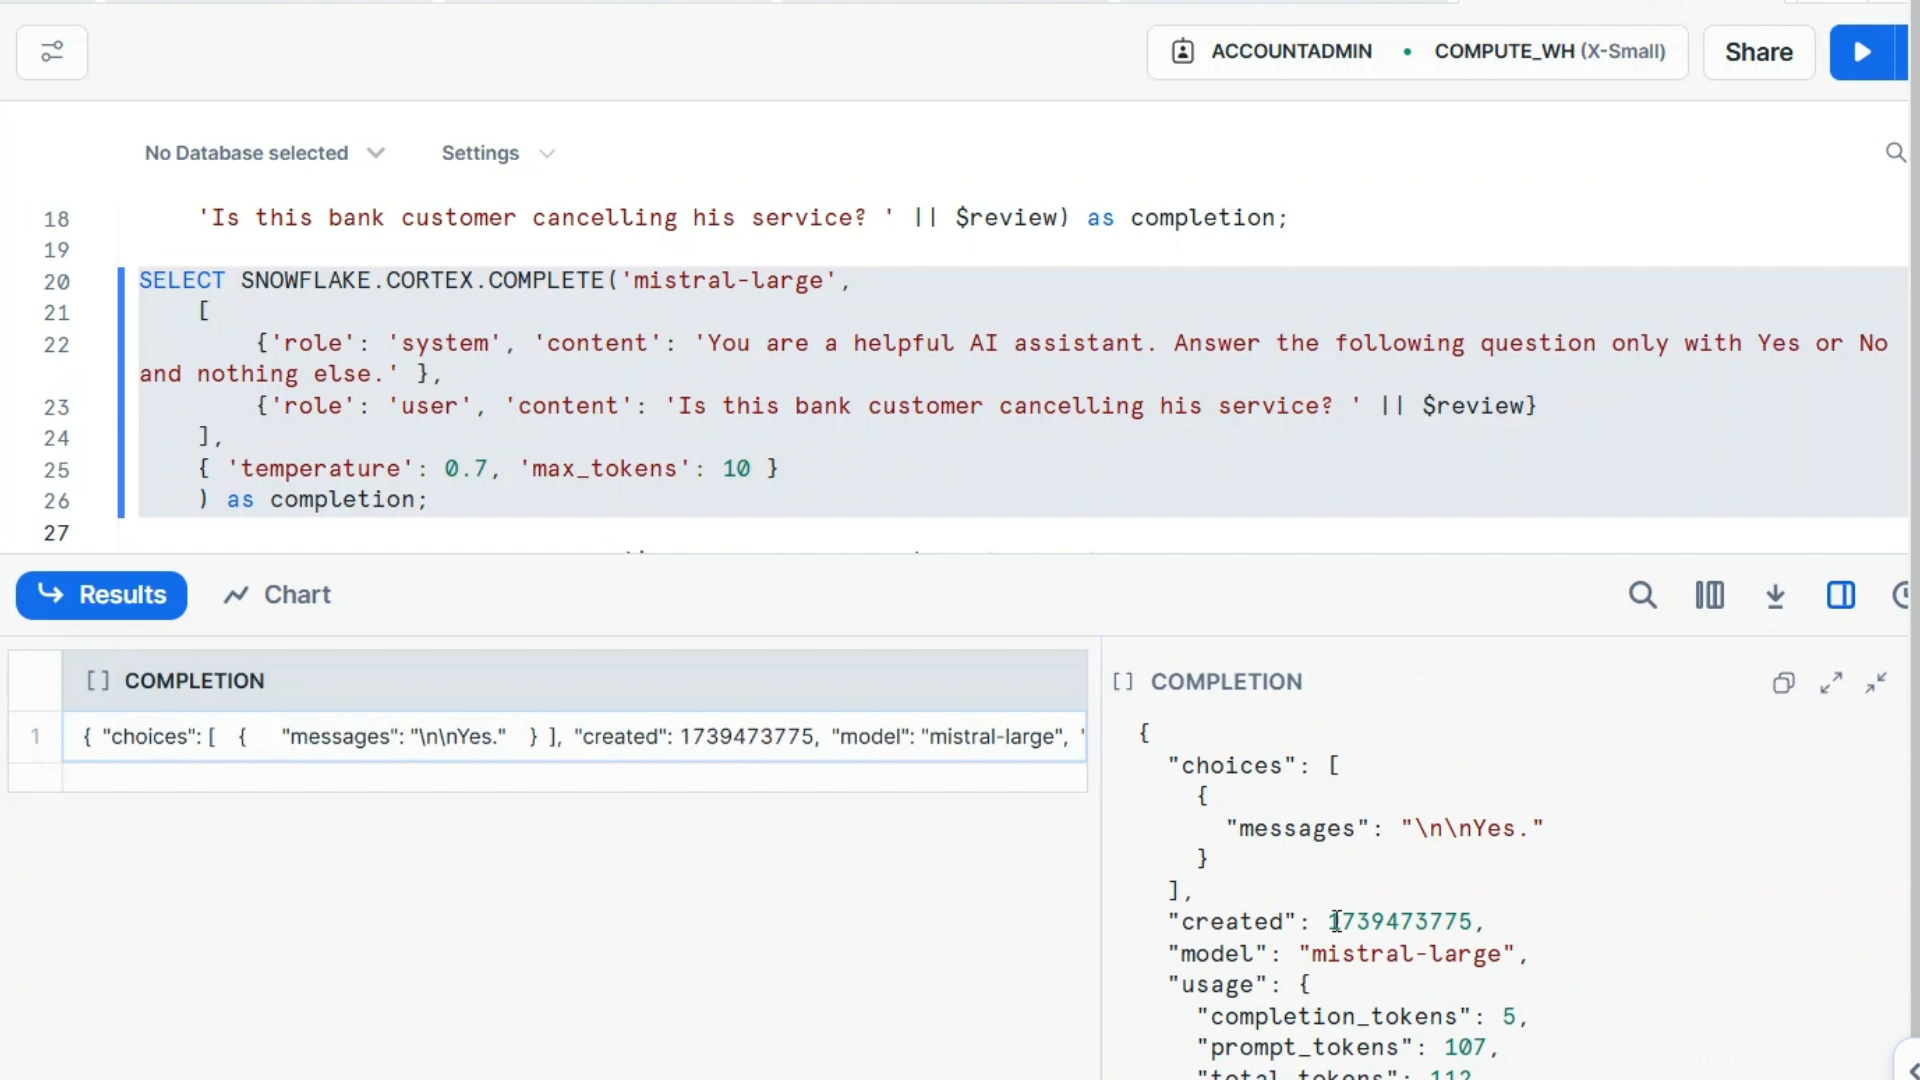 ACCOUNTADMIN • COMPUTE_WH (X-Small) Share
No Database selected Settings
18 'Is this bank customer cancelling his service? ' || $review) as completion;
19
20 SELECT SNOWFLAKE.CORTEX.COMPLETE('mistral-large',
21 [
22 {'role': 'system', 'content': 'You are a helpful AI assistant. Answer the following question only with Yes or No
and nothing else.' },
23 {'role': 'user', 'content': 'Is this bank customer cancelling his service? ' || $review}
24 ],
25 { 'temperature': 0.7, 'max_tokens': 10 }
26 ) as completion;
27
Results Chart
[] COMPLETION
1 { "choices": [ { "messages": "\n\nYes." } ], "created": 1739473775, "model": "mistral-large", "
[] COMPLETION
{
"choices": [
{
"messages": "\n\nYes."
}
],
"created": 1739473775,
"model": "mistral-large",
"usage": {
"completion_tokens": 5,
"prompt_tokens": 107,
"total_tokens": 112